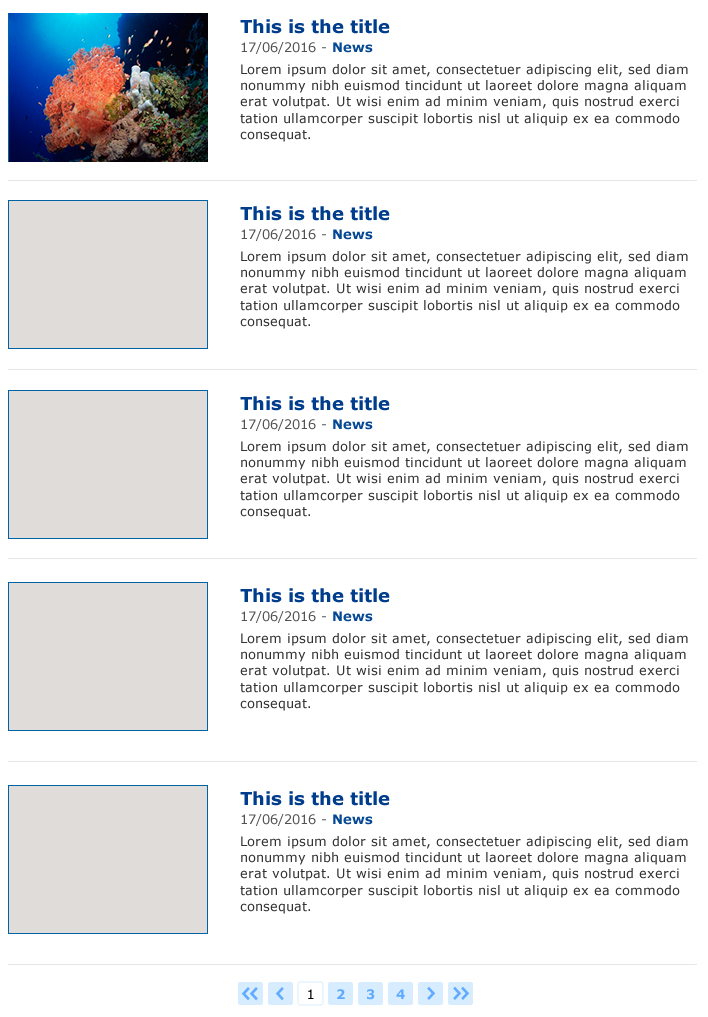 This is the title
17/06/2016 - News
Lorem ipsum dolor sit amet, consectetuer adipiscing elit, sed diam
nonummy nibh euismod tincidunt ut laoreet dolore magna aliquam
erat volutpat. Ut wisi enim ad minim veniam, quis nostrud exerci
tation ullamcorper suscipit lobortis nisl ut aliquip ex ea commodo
consequat.
This is the title
17/06/2016 - News
Lorem ipsum dolor sit amet, consectetuer adipiscing elit, sed diam
nonummy nibh euismod tincidunt ut laoreet dolore magna aliquam
erat volutpat. Ut wisi enim ad minim veniam, quis nostrud exerci
tation ullamcorper suscipit lobortis nisl ut aliquip ex ea commodo
consequat.
This is the title
17/06/2016 - News
Lorem ipsum dolor sit amet, consectetuer adipiscing elit, sed diam
nonummy nibh euismod tincidunt ut laoreet dolore magna aliquam
erat volutpat. Ut wisi enim ad minim veniam, quis nostrud exerci
tation ullamcorper suscipit lobortis nisl ut aliquip ex ea commodo
consequat.
This is the title
17/06/2016 - News
Lorem ipsum dolor sit amet, consectetuer adipiscing elit, sed diam
nonummy nibh euismod tincidunt ut laoreet dolore magna aliquam
erat volutpat. Ut wisi enim ad minim veniam, quis nostrud exerci
tation ullamcorper suscipit lobortis nisl ut aliquip ex ea commodo
consequat.
This is the title
17/06/2016 - News
Lorem ipsum dolor sit amet, consectetuer adipiscing elit, sed diam
nonummy nibh euismod tincidunt ut laoreet dolore magna aliquam
erat volutpat. Ut wisi enim ad minim veniam, quis nostrud exerci
tation ullamcorper suscipit lobortis nisl ut aliquip ex ea commodo
consequat.
1 2 3 4